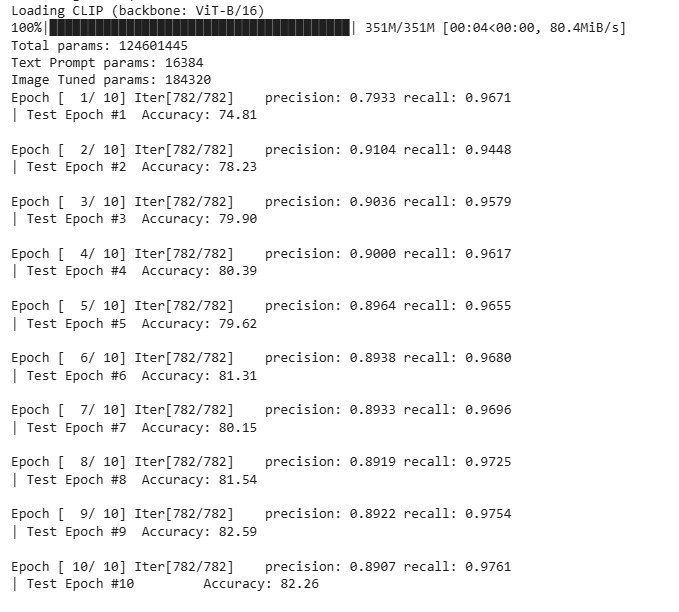 Loading CLIP (backbone: ViT-B/16)
100%|██████████████████████████████████████| 351M/351M [00:04<00:00, 80.4MiB/s]
Total params: 124601445
Text Prompt params: 16384
Image Tuned params: 184320
Epoch [  1/ 10] Iter[782/782]    precision: 0.7933 recall: 0.9671
| Test Epoch #1  Accuracy: 74.81
Epoch [  2/ 10] Iter[782/782]    precision: 0.9104 recall: 0.9448
| Test Epoch #2  Accuracy: 78.23
Epoch [  3/ 10] Iter[782/782]    precision: 0.9036 recall: 0.9579
| Test Epoch #3  Accuracy: 79.90
Epoch [  4/ 10] Iter[782/782]    precision: 0.9000 recall: 0.9617
| Test Epoch #4  Accuracy: 80.39
Epoch [  5/ 10] Iter[782/782]    precision: 0.8964 recall: 0.9655
| Test Epoch #5  Accuracy: 79.62
Epoch [  6/ 10] Iter[782/782]    precision: 0.8938 recall: 0.9680
| Test Epoch #6  Accuracy: 81.31
Epoch [  7/ 10] Iter[782/782]    precision: 0.8933 recall: 0.9696
| Test Epoch #7  Accuracy: 80.15
Epoch [  8/ 10] Iter[782/782]    precision: 0.8919 recall: 0.9725
| Test Epoch #8  Accuracy: 81.54
Epoch [  9/ 10] Iter[782/782]    precision: 0.8922 recall: 0.9754
| Test Epoch #9  Accuracy: 82.59
Epoch [ 10/ 10] Iter[782/782]    precision: 0.8907 recall: 0.9761
| Test Epoch #10         Accuracy: 82.26